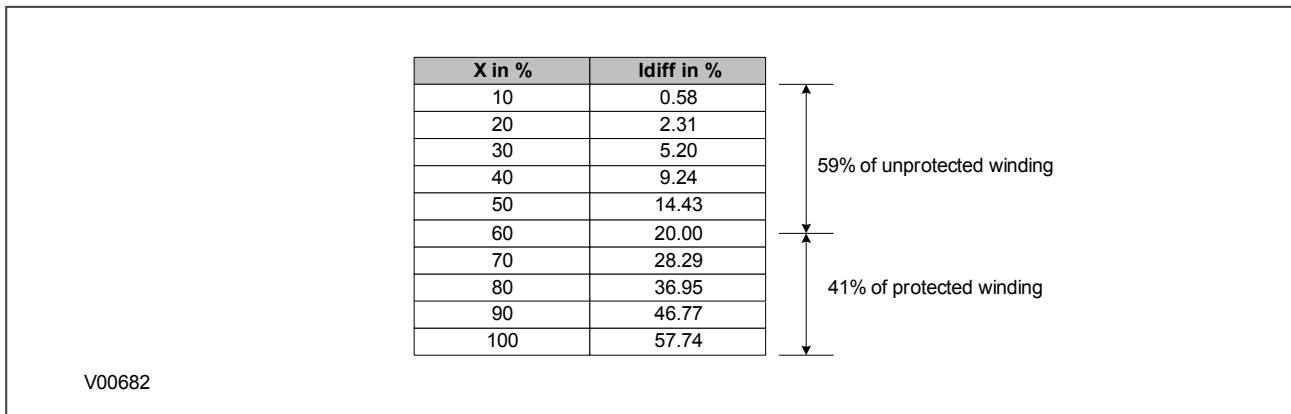 X in % Idiff in %
10 0.58
20 2.31
30 5.20
40 9.24
50 14.43
60 20.00
70 28.29
80 36.95
90 46.77
100 57.74
59% of unprotected winding
41% of protected winding
V00682